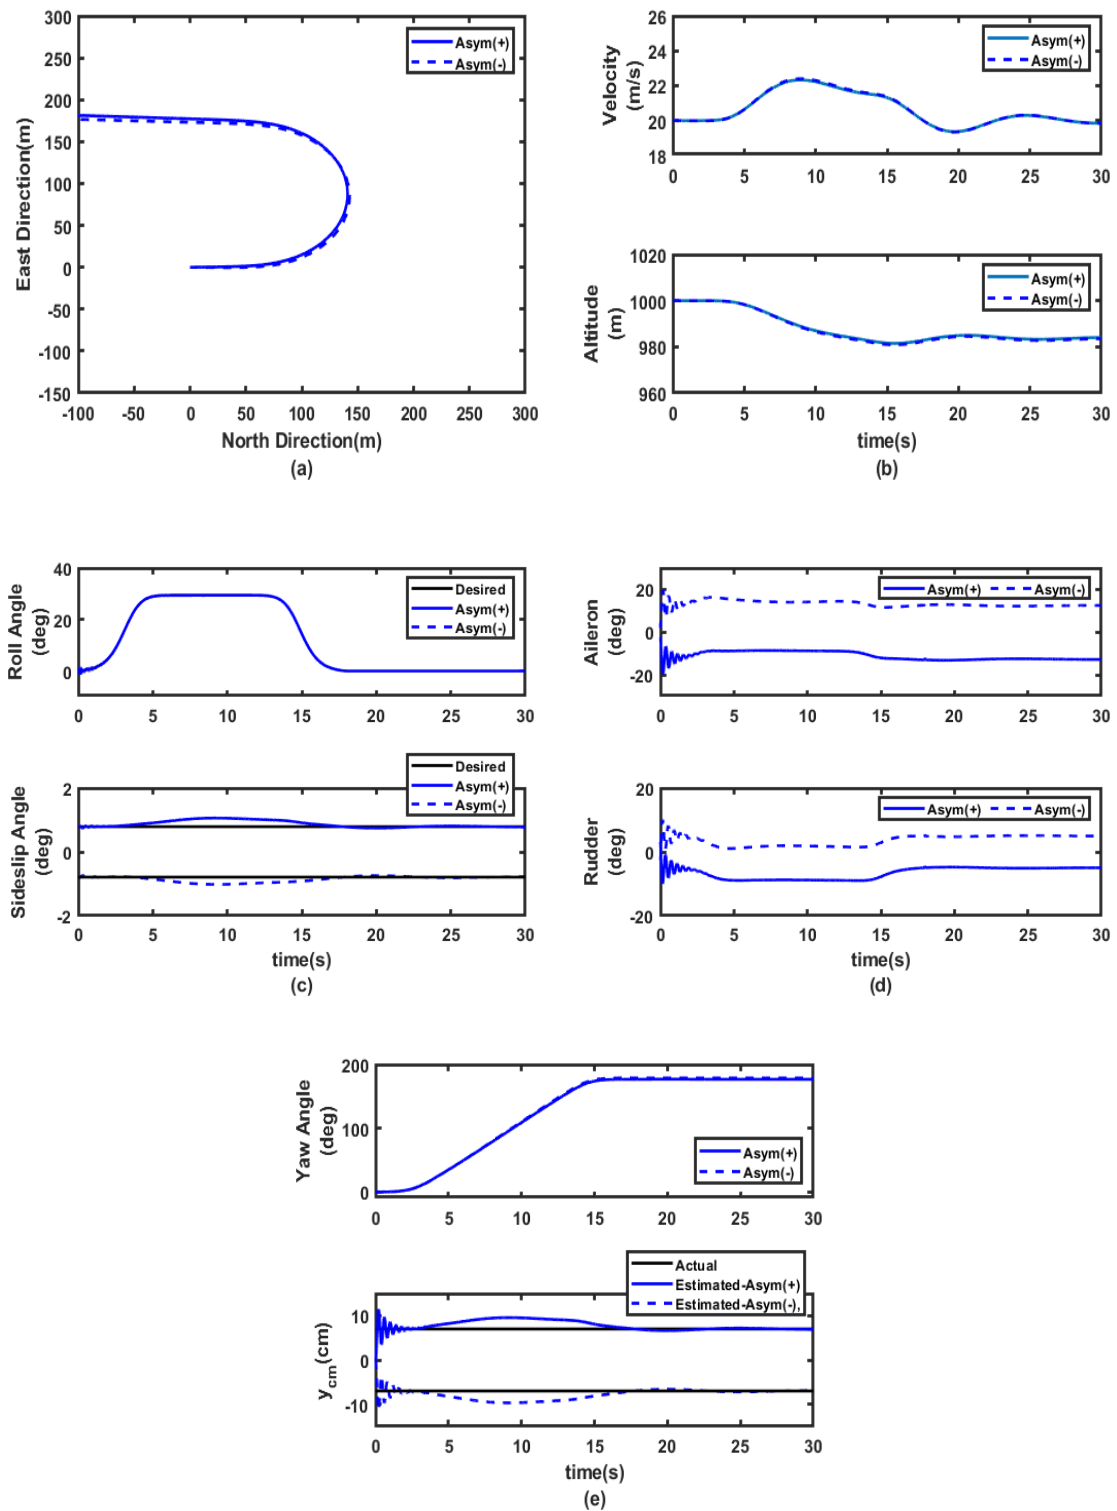 300
250
200
150
100
50
0
-50
-100
-150
-100 -50 0 50 100 150 200 250 300
East Direction(m)
North Direction(m)
Asym(+)
Asym(-)
(a)
26
24
22
20
18
0 5 10 15 20 25 30
Velocity
(m/s)
Asym(+)
Asym(-)
1020
1000
980
960
0 5 10 15 20 25 30
Altitude
(m)
Asym(+)
Asym(-)
time(s)
(b)
40
20
0
0 5 10 15 20 25 30
Roll Angle
(deg)
Desired
Asym(+)
Asym(-)
2
0
-2
0 5 10 15 20 25 30
Sideslip Angle
(deg)
Desired
Asym(+)
Asym(-)
time(s)
(c)
20
0
-20
0 5 10 15 20 25 30
Aileron
(deg)
Asym(+) Asym(-)
20
0
-20
0 5 10 15 20 25 30
Rudder
(deg)
Asym(+) Asym(-)
time(s)
(d)
200
100
0
0 5 10 15 20 25 30
Yaw Angle
(deg)
Asym(+)
Asym(-)
10
0
-10
0 5 10 15 20 25 30
ycm(cm)
Actual
Estimated-Asym(+)
Estimated-Asym(-),
time(s)
(e)